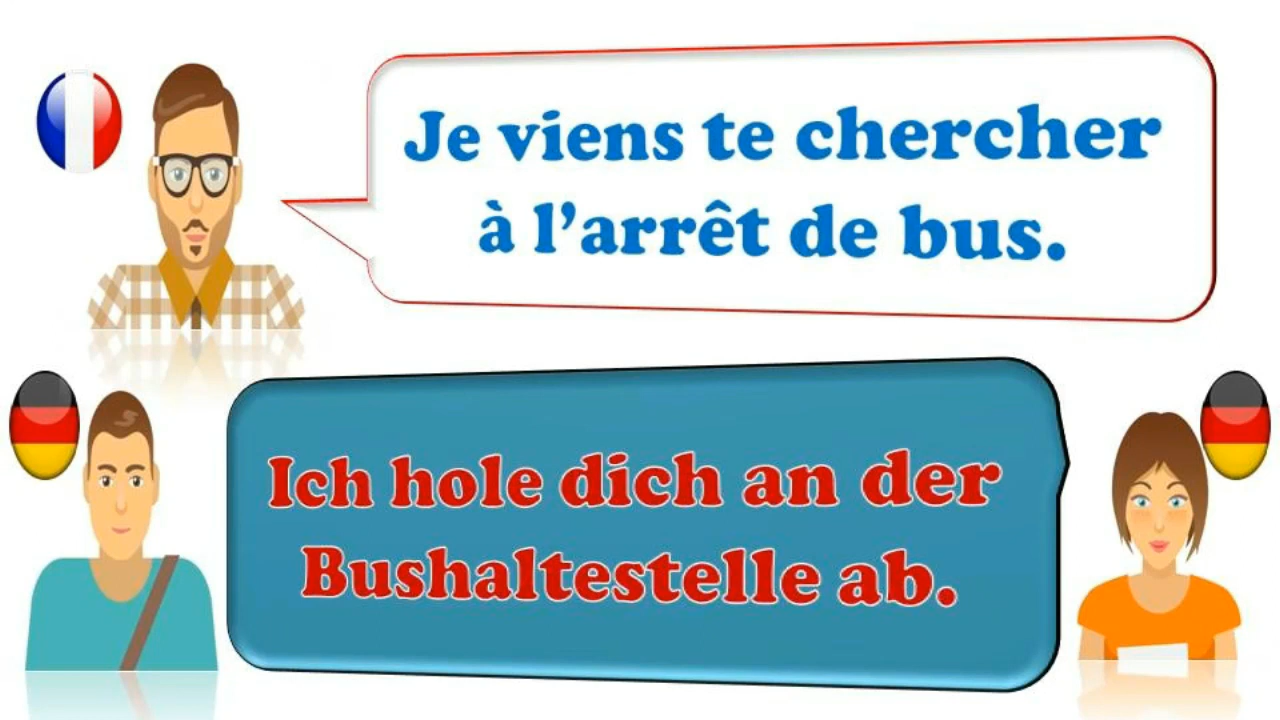 Je viens te chercher
à l’arrêt de bus.
Ich hole dich an der
Bushaltestelle ab.